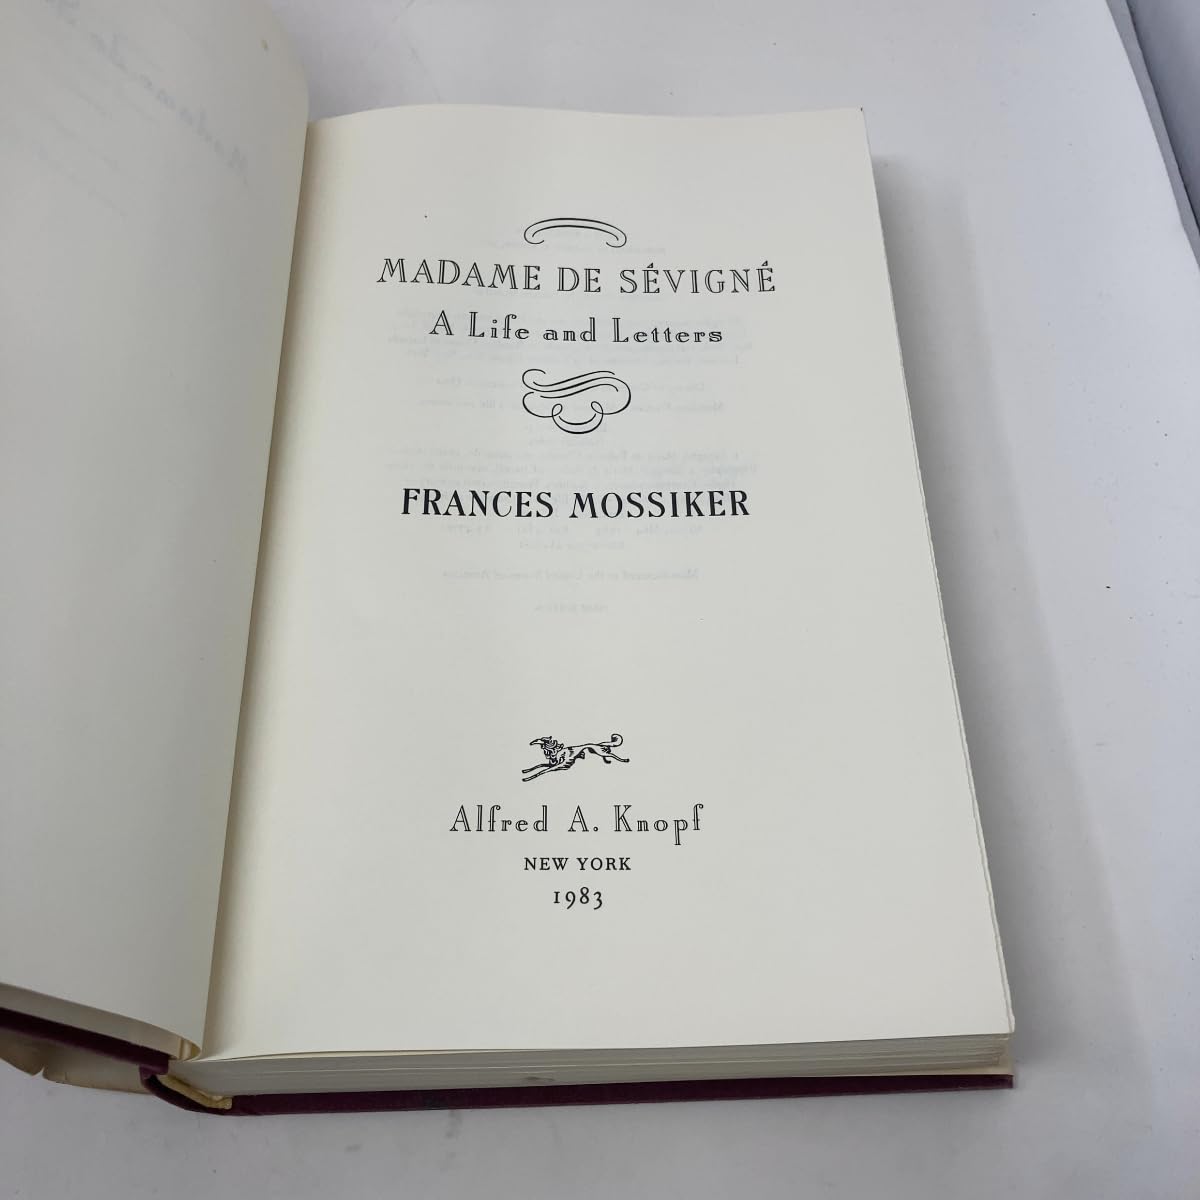 MADAME DE SÉVIGNÉ
A Life and Letters
FRANCES MOSSIKER
Alfred A. Knopf
NEW YORK
1983